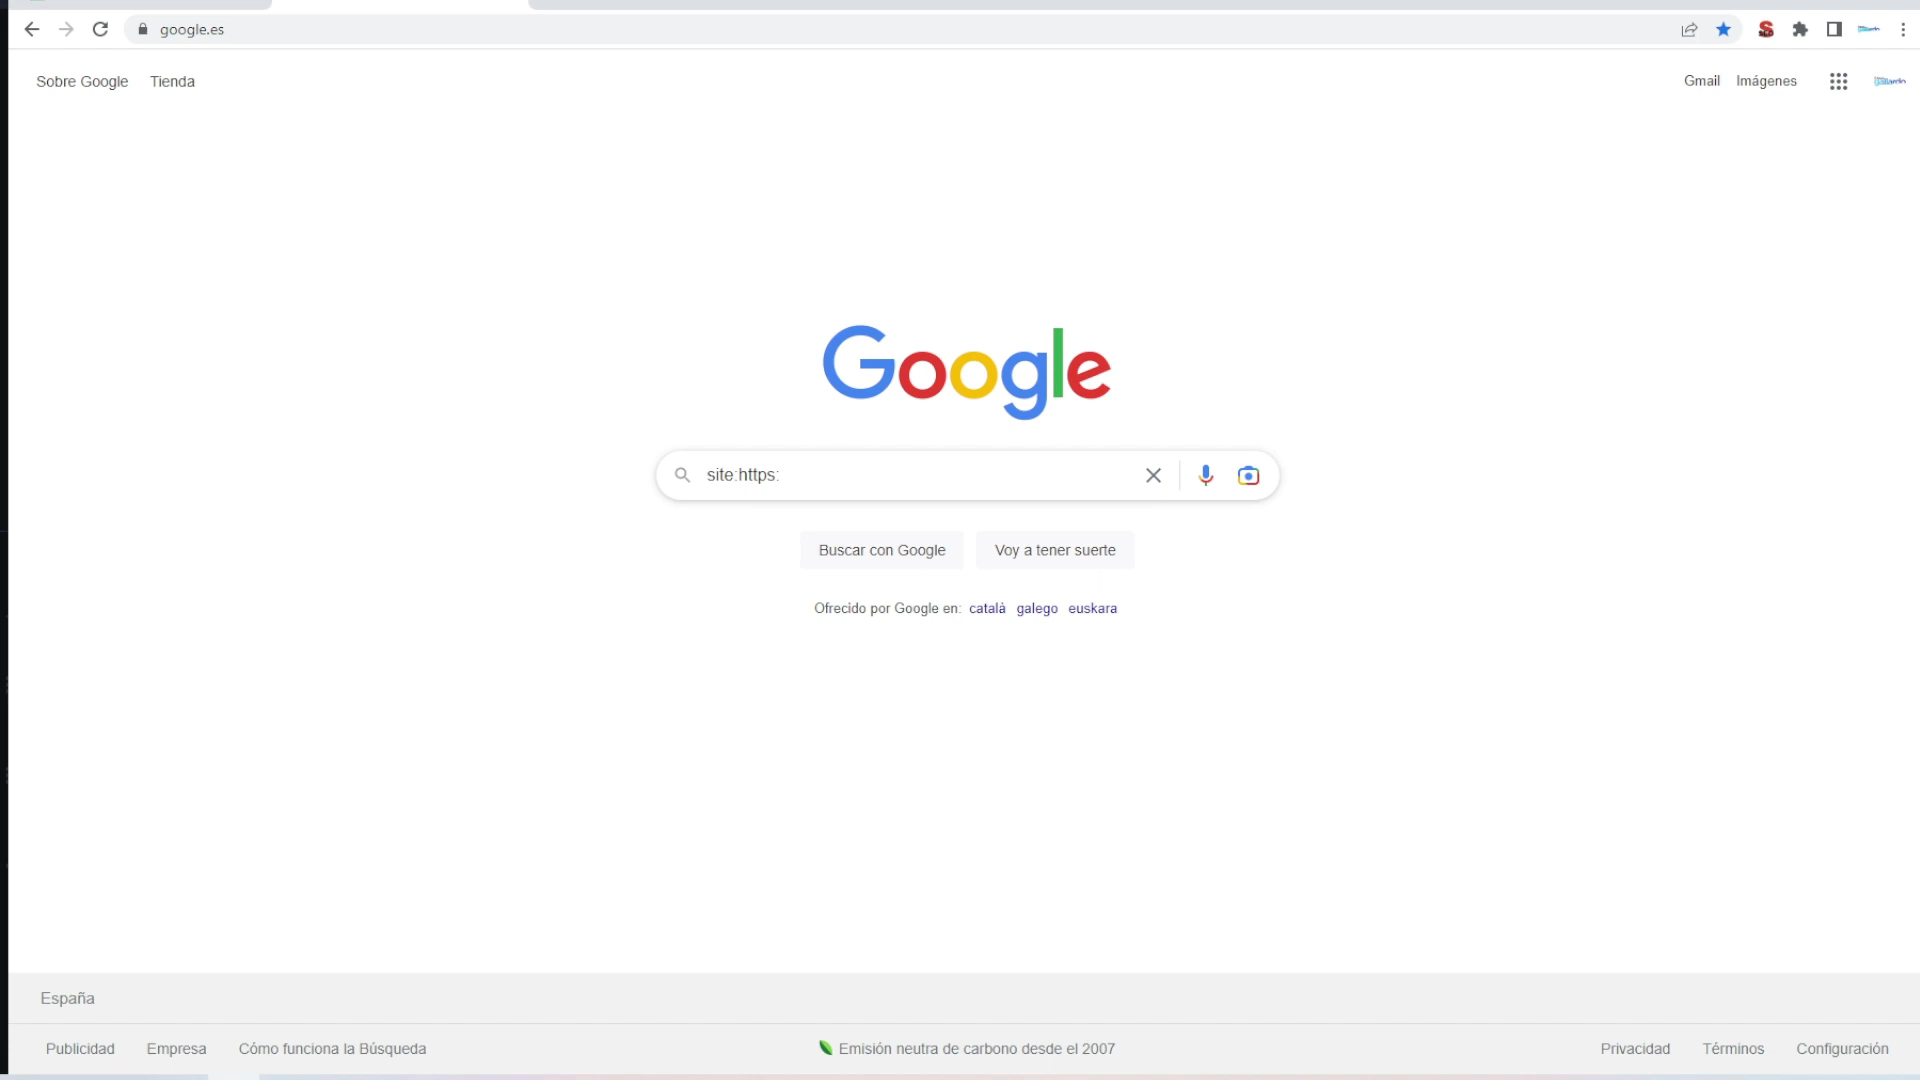 google.es
Sobre Google Tienda
Gmail Imágenes
Google
site:https:
Buscar con Google Voy a tener suerte
Ofrecido por Google en: català galego euskara
España
Publicidad Empresa Cómo funciona la Búsqueda
Emisión neutra de carbono desde el 2007
Privacidad Términos Configuración